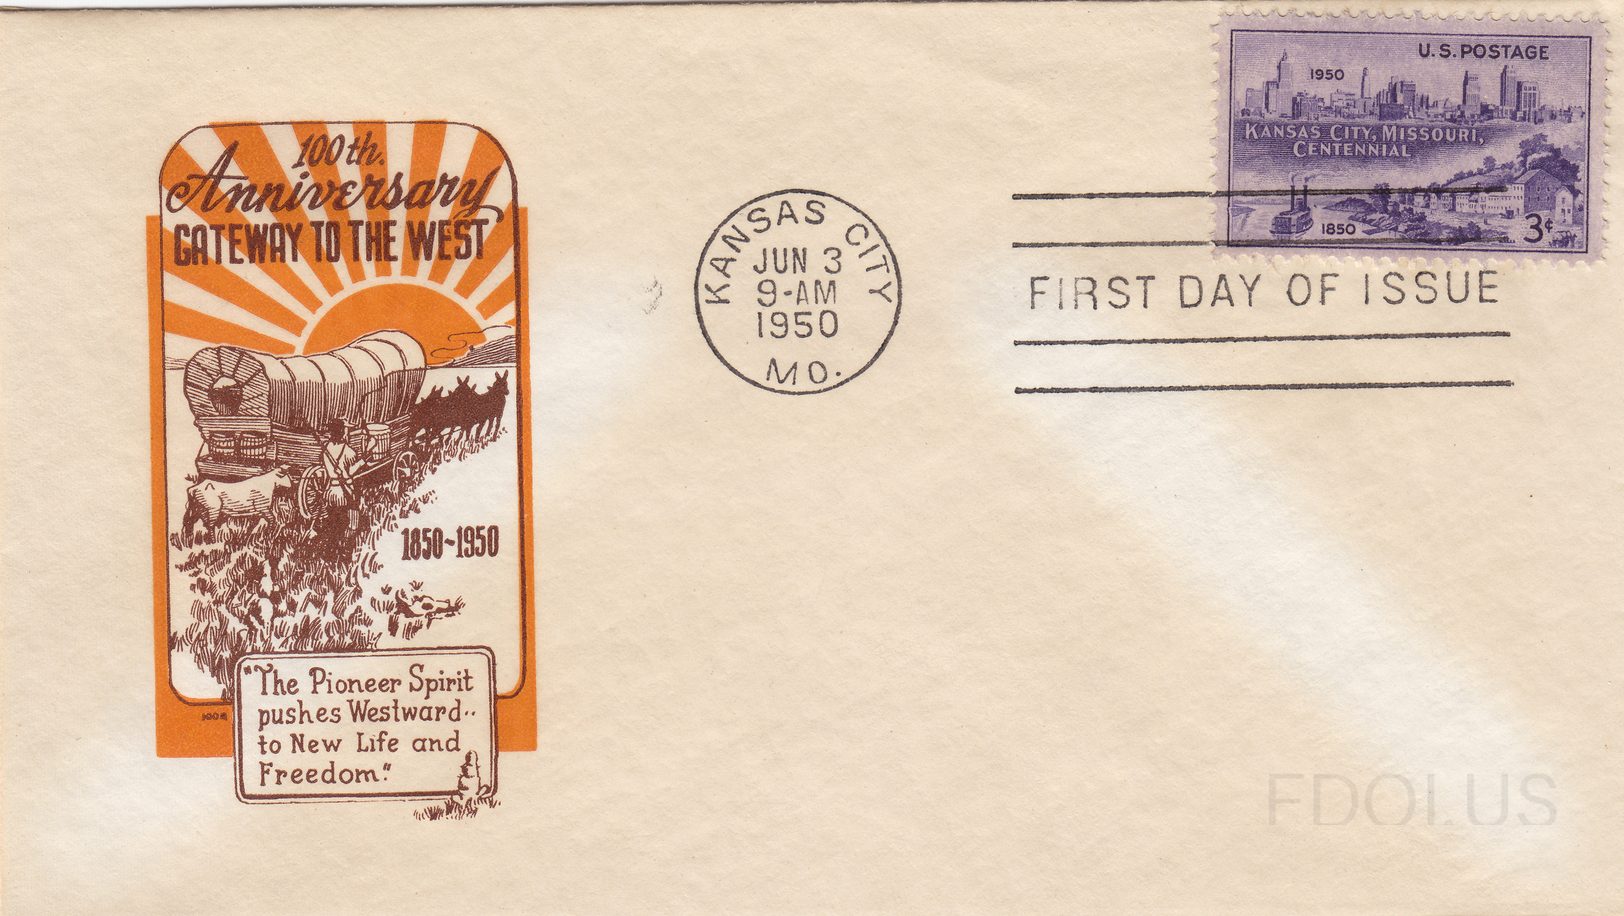 100th.
Anniversary
GATEWAY TO THE WEST
1850~1950
"The Pioneer Spirit
pushes Westward..
to New Life and
Freedom."
KANSAS CITY
JUN 3
9-AM
1950
MO.
U.S. POSTAGE
1950
KANSAS CITY, MISSOURI,
CENTENNIAL
1850
3¢
FIRST DAY OF ISSUE
FDOI.US